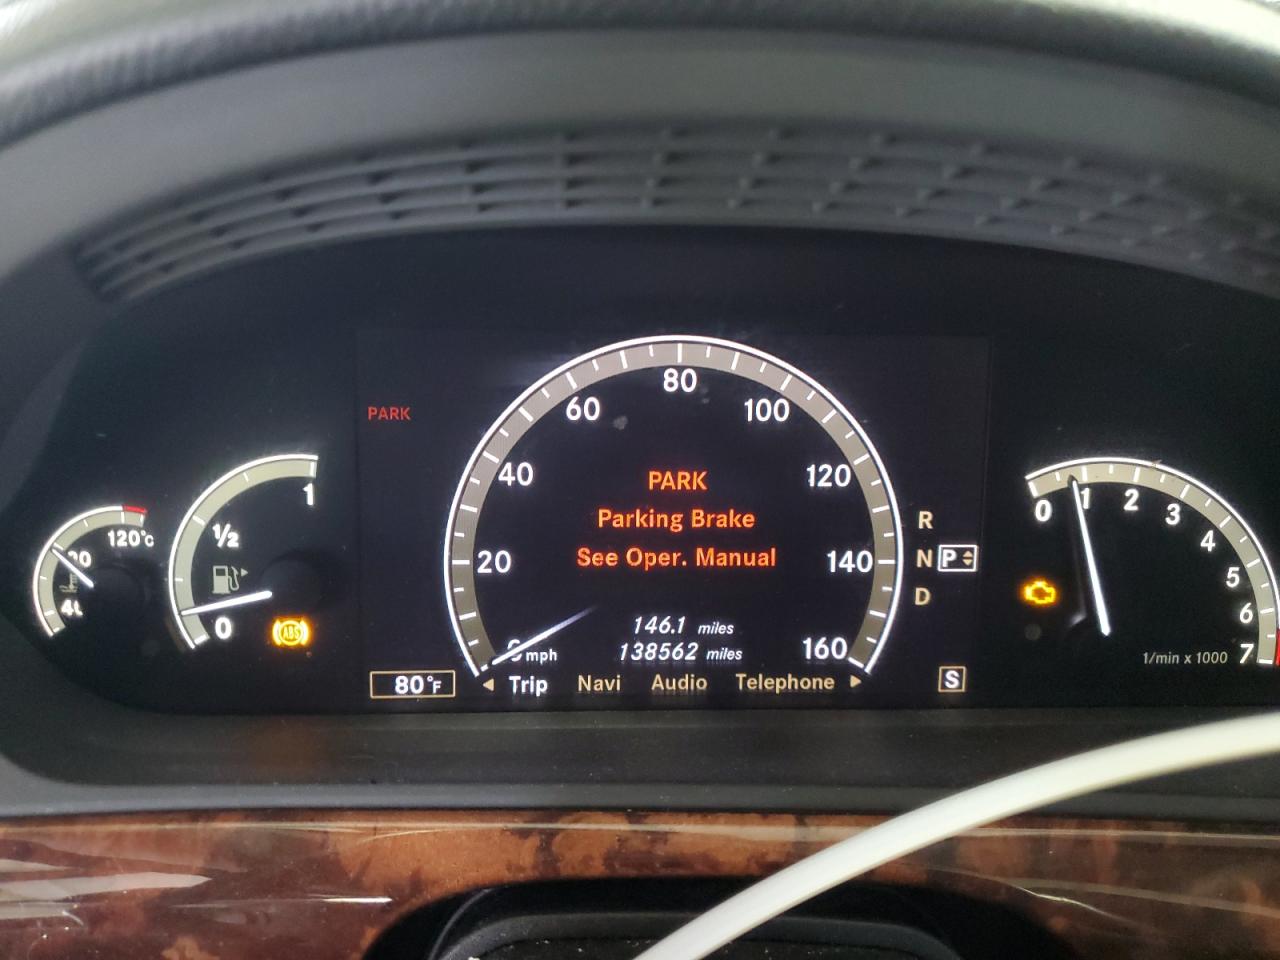 PARK
PARK
Parking Brake
See Oper. Manual
80
60
100
40
120
20
140
160
mph
146.1 miles
138562 miles
80°F
Trip Navi Audio Telephone
R
N P
D
S
120°C
1
½
0
ABS
0 1 2 3 4 5 6 7
1/min x 1000